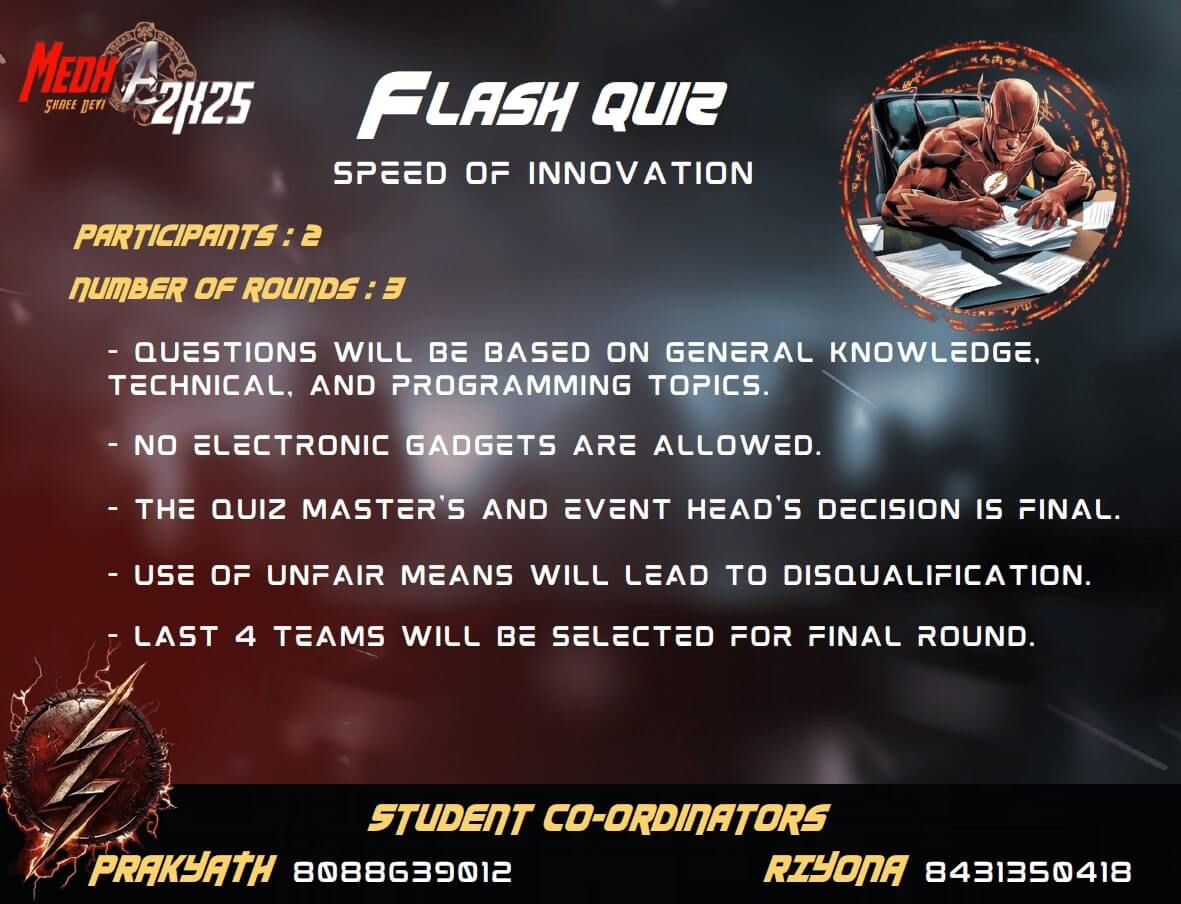 MEDHA 2K25
SHREE DEVI
FLASH QUIZ
SPEED OF INNOVATION
PARTICIPANTS : 2
NUMBER OF ROUNDS : 3
- QUESTIONS WILL BE BASED ON GENERAL KNOWLEDGE,
TECHNICAL, AND PROGRAMMING TOPICS.
- NO ELECTRONIC GADGETS ARE ALLOWED.
- THE QUIZ MASTER'S AND EVENT HEAD'S DECISION IS FINAL.
- USE OF UNFAIR MEANS WILL LEAD TO DISQUALIFICATION.
- LAST 4 TEAMS WILL BE SELECTED FOR FINAL ROUND.
STUDENT CO-ORDINATORS
PRAKYATH 8088639012 RIYONA 8431350418